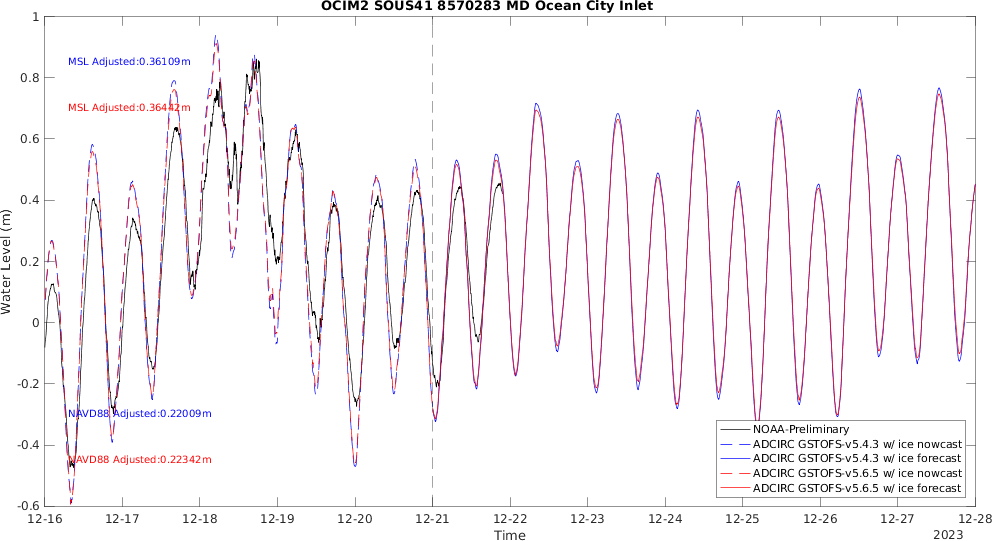 OCIM2 SOUS41 8570283 MD Ocean City Inlet
1
0.8
0.6
0.4
0.2
0
-0.2
-0.4
-0.6
Water Level (m)
MSL Adjusted:0.36109m
MSL Adjusted:0.36442m
NAVD88 Adjusted:0.22009m
NAVD88 Adjusted:0.22342m
NOAA-Preliminary
ADCIRC GSTOFS-v5.4.3 w/ ice nowcast
ADCIRC GSTOFS-v5.4.3 w/ ice forecast
ADCIRC GSTOFS-v5.6.5 w/ ice nowcast
ADCIRC GSTOFS-v5.6.5 w/ ice forecast
12-16 12-17 12-18 12-19 12-20 12-21 12-22 12-23 12-24 12-25 12-26 12-27 12-28
Time
2023